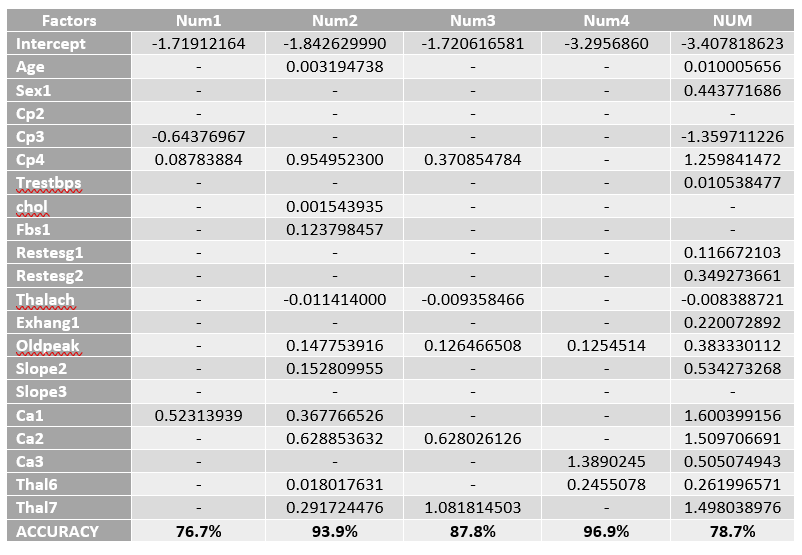 Factors Num1 Num2 Num3 Num4 NUM
Intercept -1.71912164 -1.842629990 -1.720616581 -3.2956860 -3.407818623
Age - 0.003194738 - - 0.010005656
Sex1 - - - - 0.443771686
Cp2 - - - - -
Cp3 -0.64376967 - - - -1.359711226
Cp4 0.08783884 0.954952300 0.370854784 - 1.259841472
Trestbps - - - - 0.010538477
chol - 0.001543935 - - -
Fbs1 - 0.123798457 - - -
Restesg1 - - - - 0.116672103
Restesg2 - - - - 0.349273661
Thalach - -0.011414000 -0.009358466 - -0.008388721
Exhang1 - - - - 0.220072892
Oldpeak - 0.147753916 0.126466508 0.1254514 0.383330112
Slope2 - 0.152809955 - - 0.534273268
Slope3 - - - - -
Ca1 0.52313939 0.367766526 - - 1.600399156
Ca2 - 0.628853632 0.628026126 - 1.509706691
Ca3 - - - 1.3890245 0.505074943
Thal6 - 0.018017631 - 0.2455078 0.261996571
Thal7 - 0.291724476 1.081814503 - 1.498038976
ACCURACY 76.7% 93.9% 87.8% 96.9% 78.7%